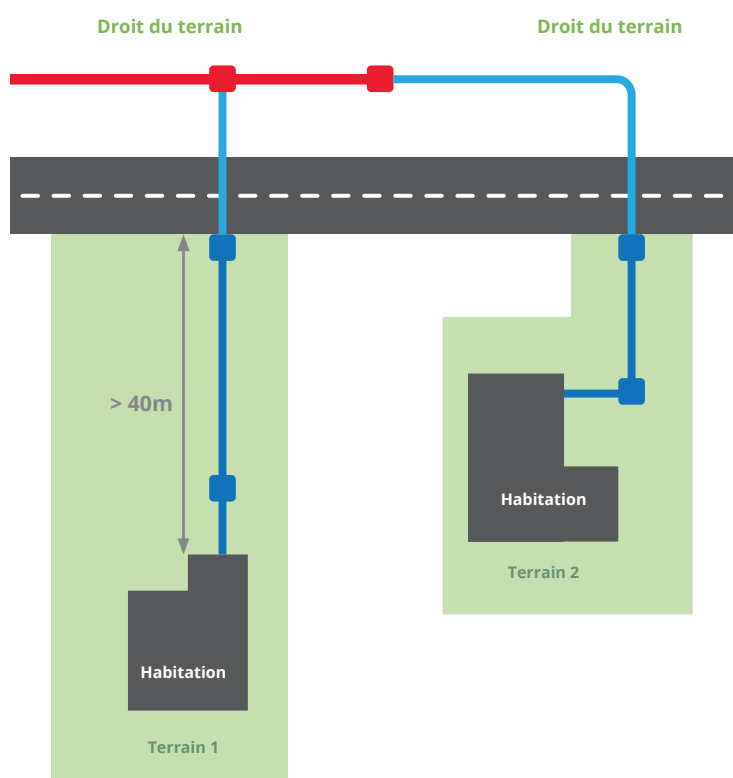 Droit du terrain
Droit du terrain
> 40m
Habitation
Terrain 2
Habitation
Terrain 1